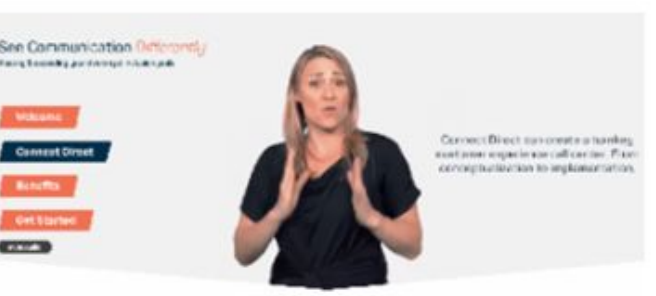 See Communication Differently
Welcome
Connect Direct
Benefits
Get Started
Connect Direct can create a turnkey
customer experience call center. From
conceptualization to implementation,